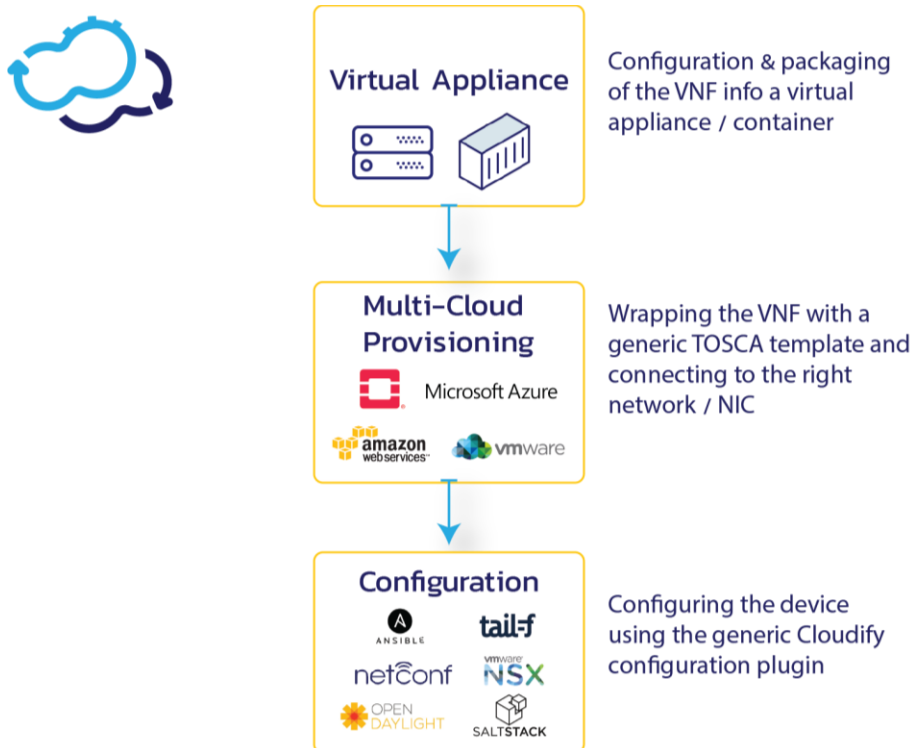 Virtual Appliance
Configuration & packaging
of the VNF info a virtual
appliance / container
Multi-Cloud
Provisioning
Microsoft Azure
amazon
webservices™
vmware
Wrapping the VNF with a
generic TOSCA template and
connecting to the right
network / NIC
Configuration
A
ANSIBLE
tail-f
netconf
vmware®
NSX
OPEN
DAYLIGHT
SALTSTACK
Configuring the device
using the generic Cloudify
configuration plugin